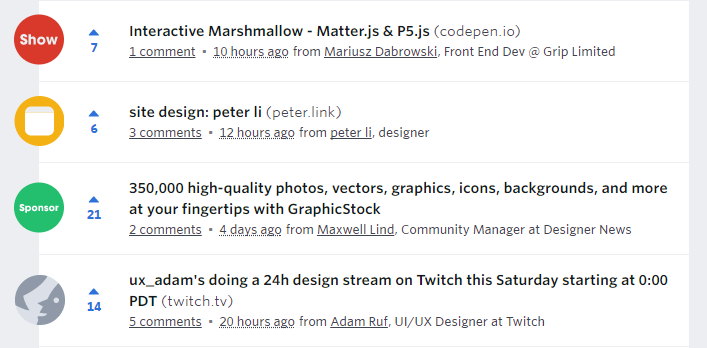 Show
Interactive Marshmallow - Matter.js & P5.js (codepen.io)
7
1 comment • 10 hours ago from Mariusz Dabrowski, Front End Dev @ Grip Limited
site design: peter li (peter.link)
6
3 comments • 12 hours ago from peter li, designer
350,000 high-quality photos, vectors, graphics, icons, backgrounds, and more
Sponsor
at your fingertips with GraphicStock
21
2 comments • 4 days ago from Maxwell Lind, Community Manager at Designer News
ux_adam's doing a 24h design stream on Twitch this Saturday starting at 0:00
PDT (twitch.tv)
14
5 comments • 20 hours ago from Adam Ruf, UI/UX Designer at Twitch